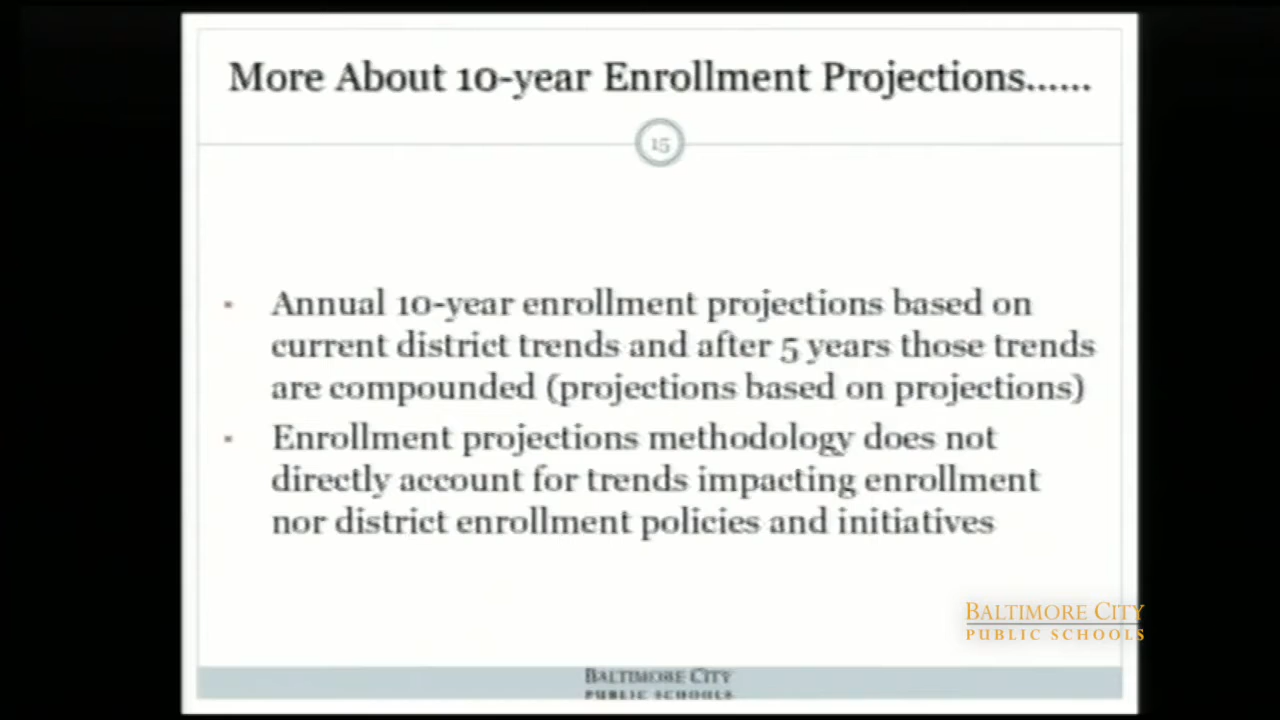 More About 10-year Enrollment Projections......
15
▪ Annual 10-year enrollment projections based on
current district trends and after 5 years those trends
are compounded (projections based on projections)
▪ Enrollment projections methodology does not
directly account for trends impacting enrollment
nor district enrollment policies and initiatives
BALTIMORE CITY
PUBLIC SCHOOLS
BALTIMORE CITY
PUBLIC SCHOOLS